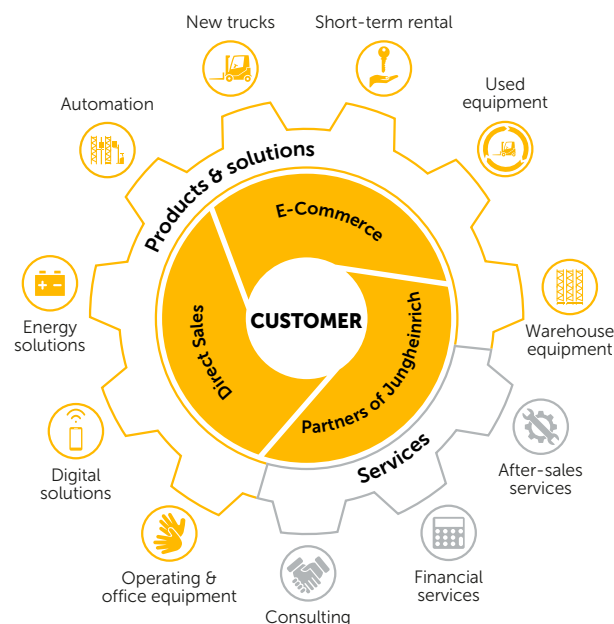 New trucks
Short-term rental
Used
equipment
Automation
Products & solutions
E-Commerce
Energy
solutions
CUSTOMER
Warehouse
equipment
Direct Sales
Partners of Jungheinrich
Services
Digital
solutions
After-sales
services
Operating &
office equipment
Financial
services
Consulting